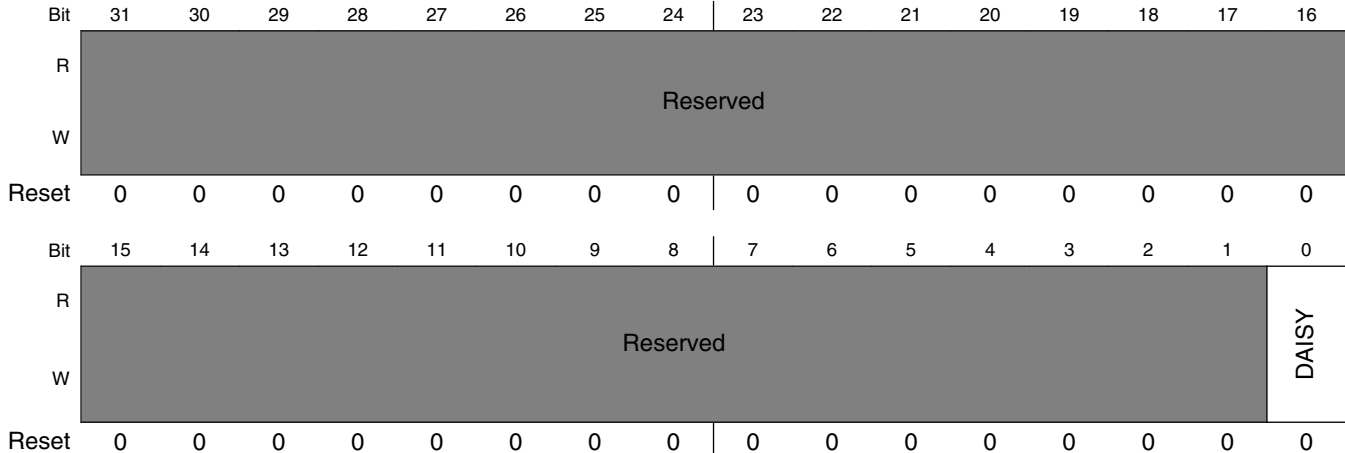 Bit 31 30 29 28 27 26 25 24 23 22 21 20 19 18 17 16
R
Reserved
W
Reset 0 0 0 0 0 0 0 0 0 0 0 0 0 0 0 0
Bit 15 14 13 12 11 10 9 8 7 6 5 4 3 2 1 0
R
Reserved
DAISY
W
Reset 0 0 0 0 0 0 0 0 0 0 0 0 0 0 0 0